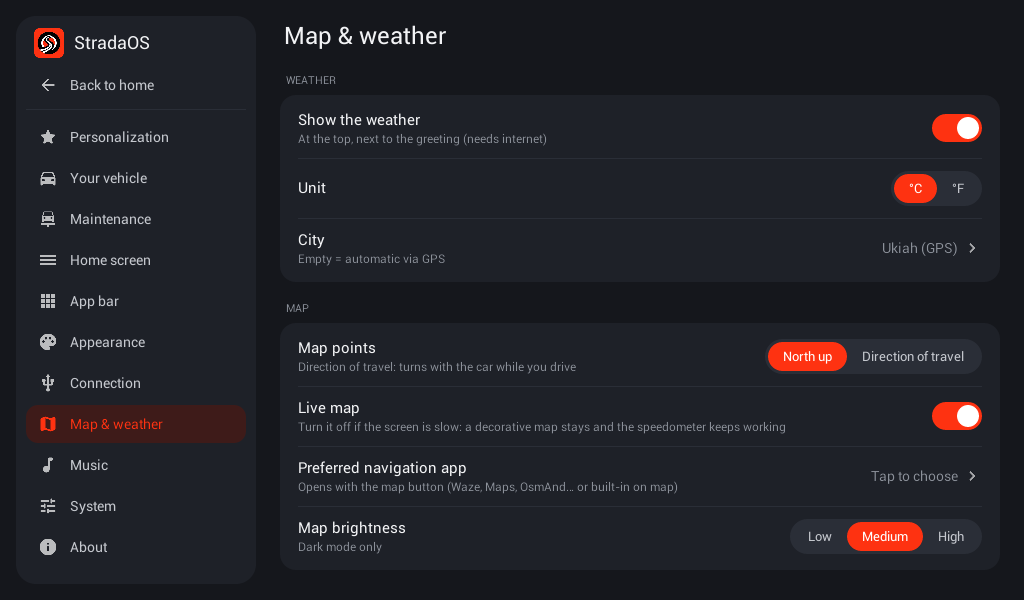 StradaOS
Back to home
Personalization
Your vehicle
Maintenance
Home screen
App bar
Appearance
Connection
Map & weather
Music
System
About
Map & weather
WEATHER
Show the weather
At the top, next to the greeting (needs internet)
Unit
°C °F
City
Empty = automatic via GPS
Ukiah (GPS)
MAP
Map points
Direction of travel: turns with the car while you drive
North up Direction of travel
Live map
Turn it off if the screen is slow: a decorative map stays and the speedometer keeps working
Preferred navigation app
Opens with the map button (Waze, Maps, OsmAnd... or built-in on map)
Tap to choose
Map brightness
Dark mode only
Low Medium High